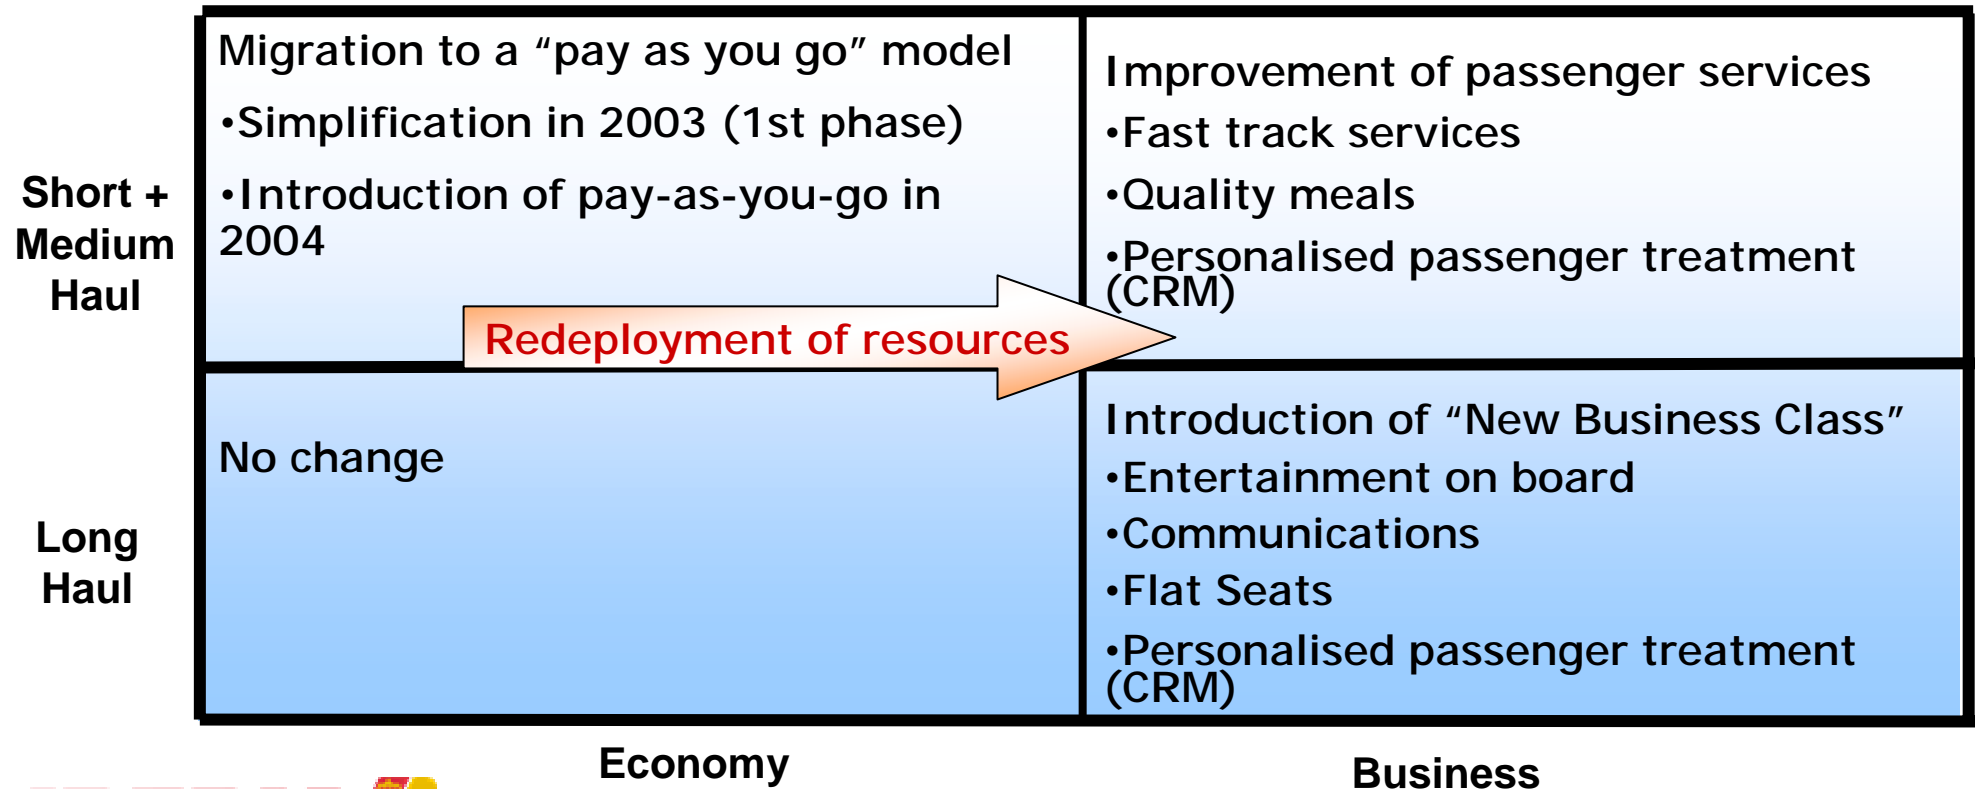 Migration to a “pay as you go” model
•Simplification in 2003 (1st phase)
•Introduction of pay-as-you-go in
2004
Improvement of passenger services
•Fast track services
•Quality meals
•Personalised passenger treatment
(CRM)
Short +
Medium
Haul
Redeployment of resources
No change
Introduction of “New Business Class”
•Entertainment on board
•Communications
•Flat Seats
•Personalised passenger treatment
(CRM)
Long
Haul
Economy
Business